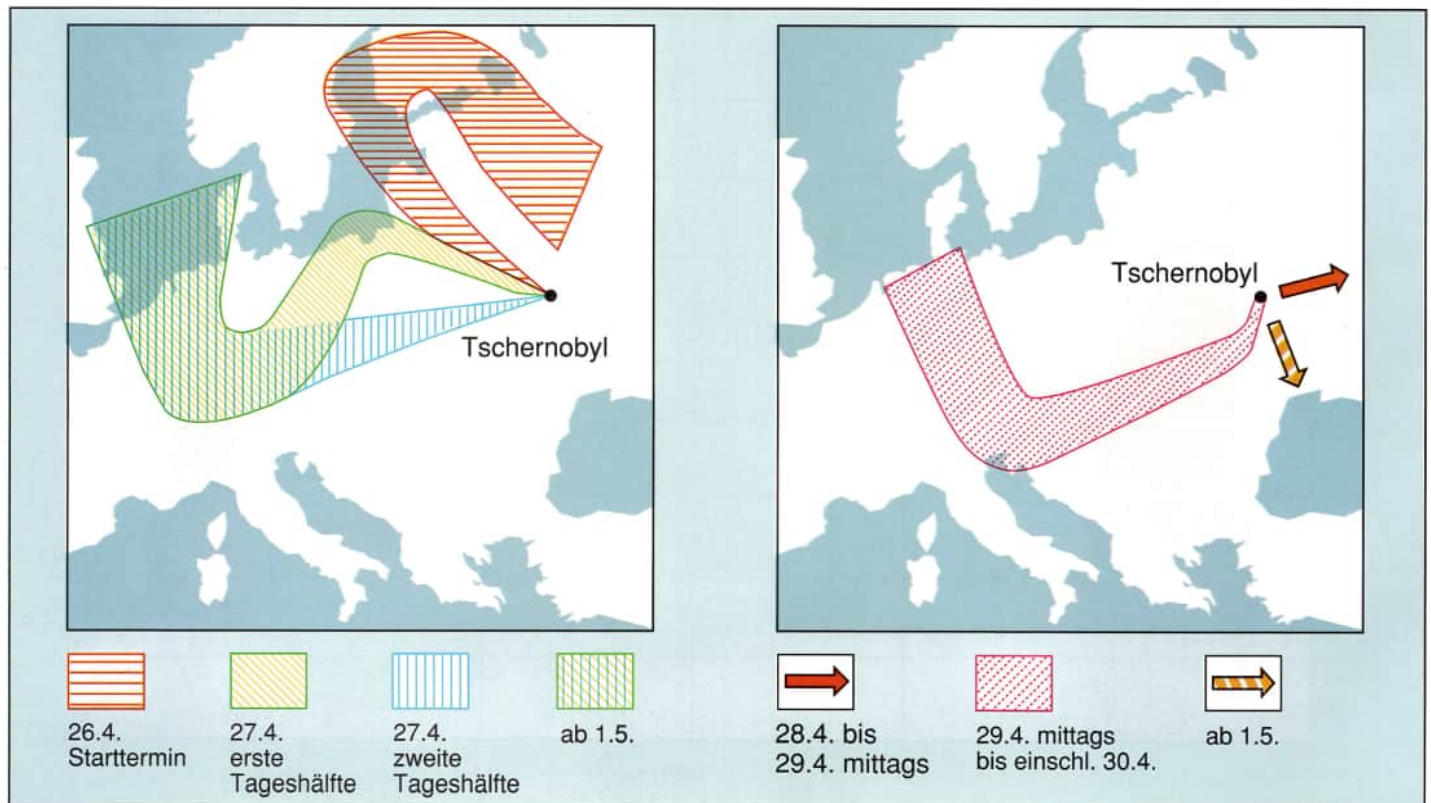 Tschernobyl
26.4.
Starttermin
27.4.
erste
Tageshälfte
27.4.
zweite
Tageshälfte
ab 1.5.
Tschernobyl
28.4. bis
29.4. mittags
29.4. mittags
bis einschl. 30.4.
ab 1.5.